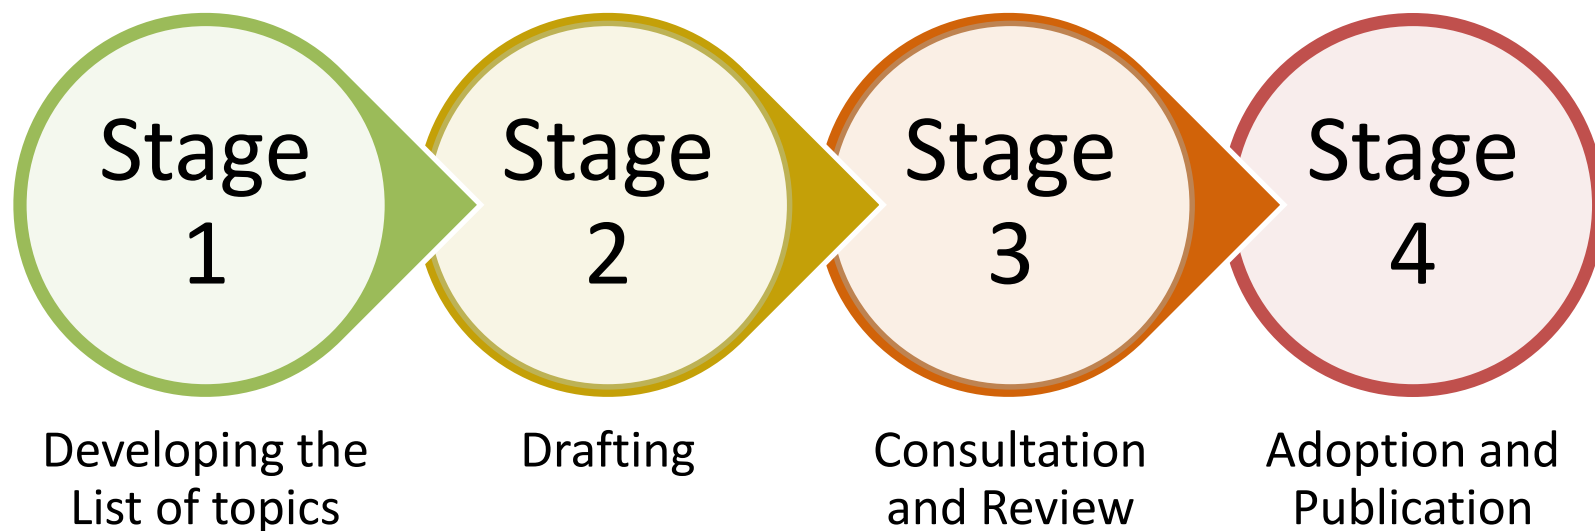 Stage
1
Stage
2
Stage
3
Stage
4
Developing the
List of topics
Drafting
Consultation
and Review
Adoption and
Publication